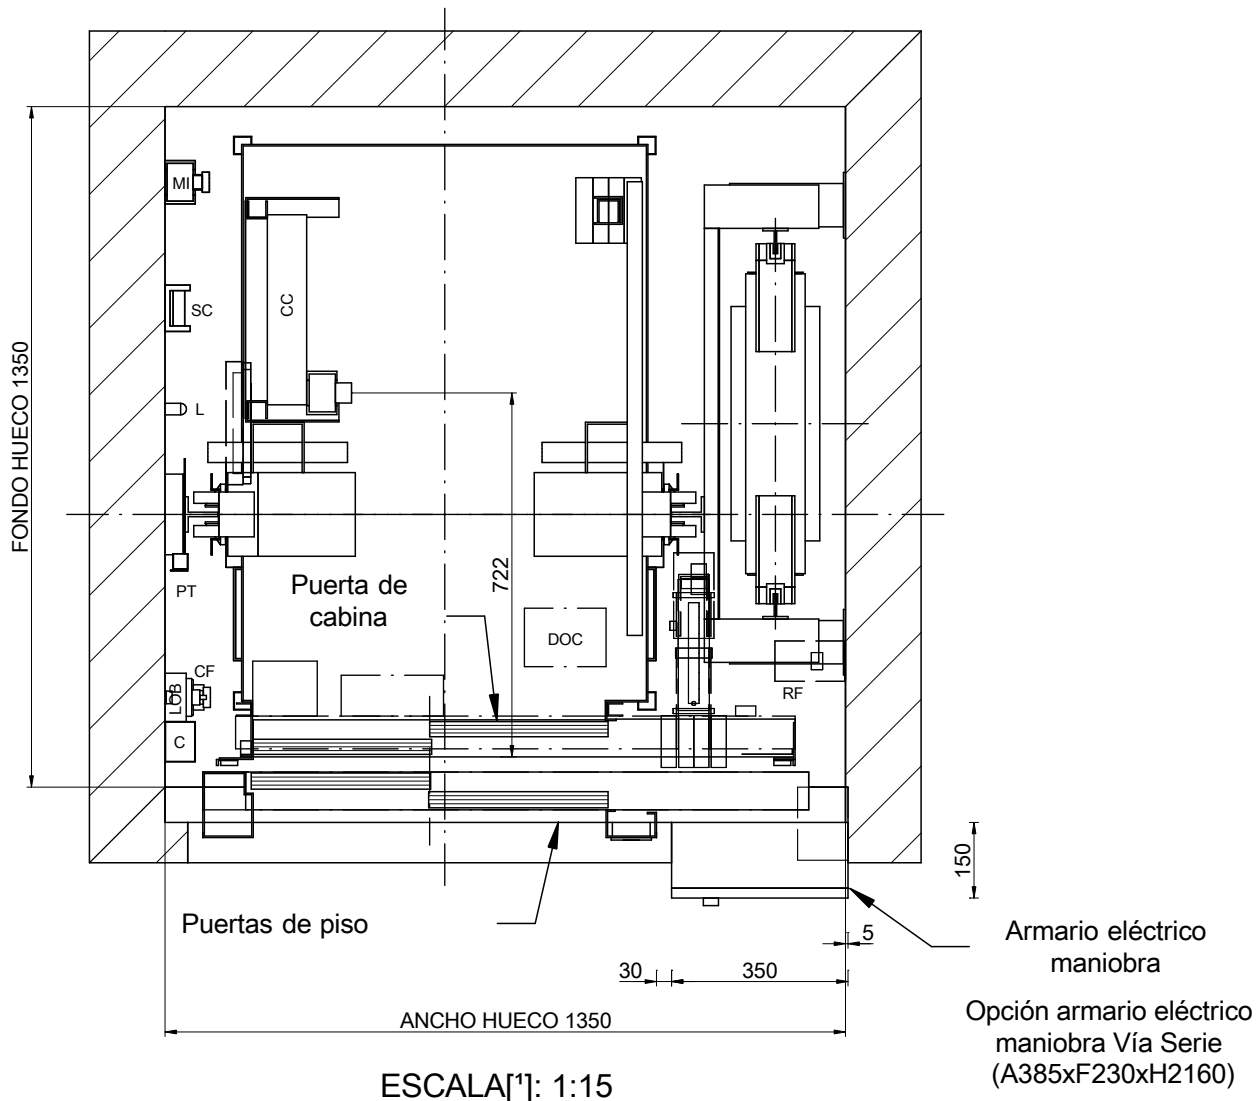 MI
SC
CC
L
FONDO HUECO 1350
722
PT
Puerta de
cabina
DOC
CF
LOB
RF
C
150
Puertas de piso
5
Armario eléctrico
maniobra
30
350
ANCHO HUECO 1350
Opción armario eléctrico
maniobra Vía Serie
(A385xF230xH2160)
ESCALA[¹]: 1:15